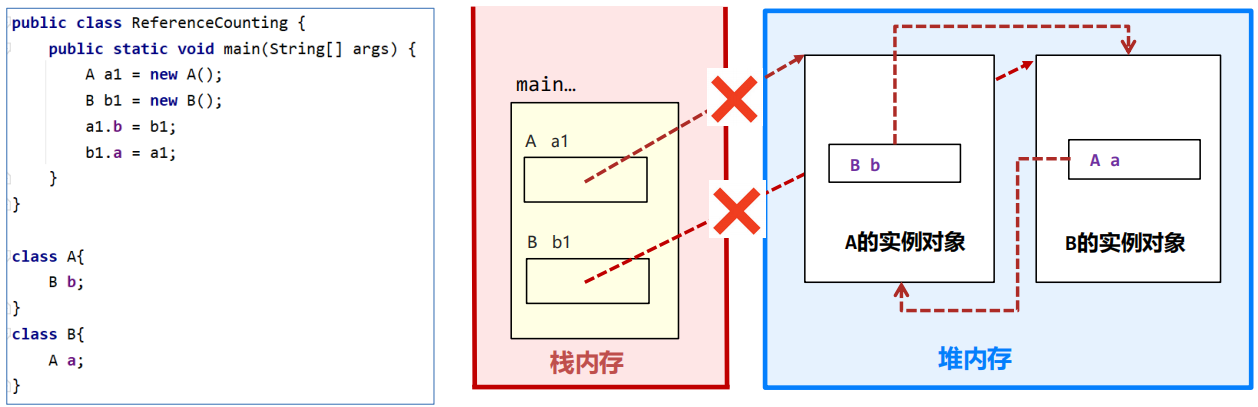 public class ReferenceCounting {
    public static void main(String[] args) {
        A a1 = new A();
        B b1 = new B();
        a1.b = b1;
        b1.a = a1;
    }
}
class A{
    B b;
}
class B{
    A a;
}
main…
A a1
B b1
栈内存
B b
A的实例对象
A a
B的实例对象
堆内存